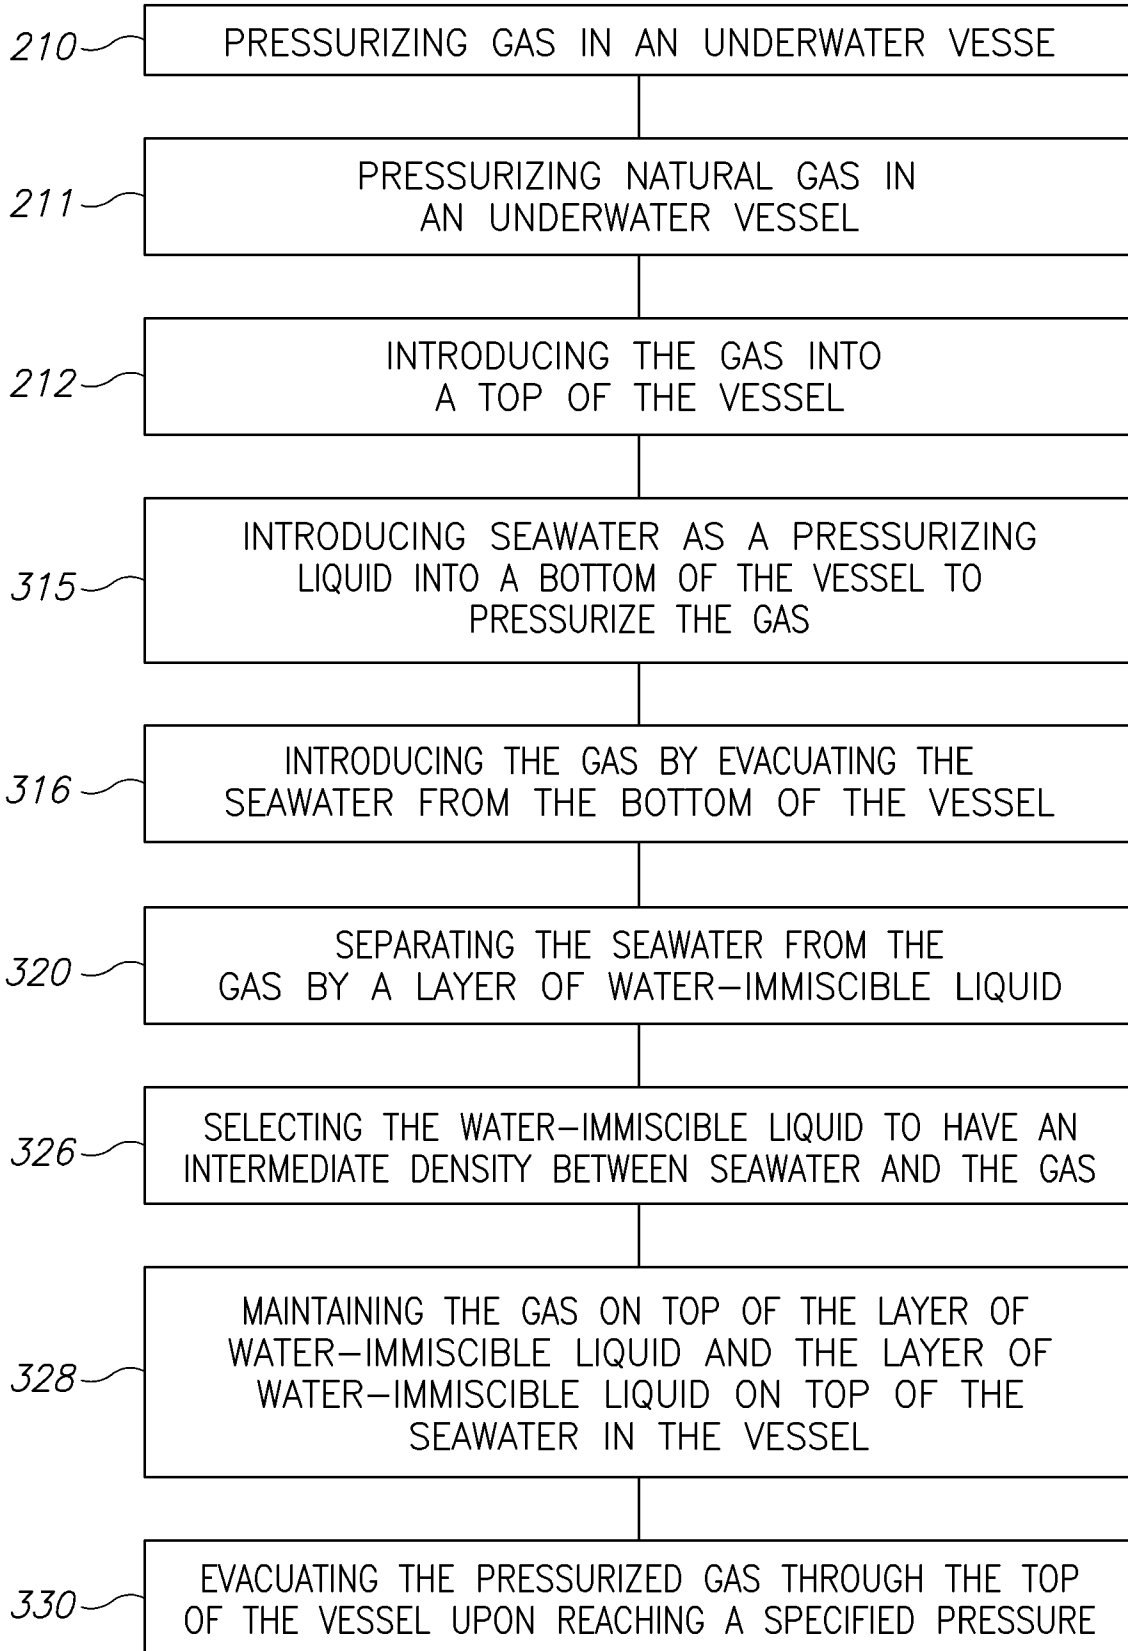 210
PRESSURIZING GAS IN AN UNDERWATER VESSE
211
PRESSURIZING NATURAL GAS IN
AN UNDERWATER VESSEL
212
INTRODUCING THE GAS INTO
A TOP OF THE VESSEL
315
INTRODUCING SEAWATER AS A PRESSURIZING
LIQUID INTO A BOTTOM OF THE VESSEL TO
PRESSURIZE THE GAS
316
INTRODUCING THE GAS BY EVACUATING THE
SEAWATER FROM THE BOTTOM OF THE VESSEL
320
SEPARATING THE SEAWATER FROM THE
GAS BY A LAYER OF WATER-IMMISCIBLE LIQUID
326
SELECTING THE WATER-IMMISCIBLE LIQUID TO HAVE AN
INTERMEDIATE DENSITY BETWEEN SEAWATER AND THE GAS
328
MAINTAINING THE GAS ON TOP OF THE LAYER OF
WATER-IMMISCIBLE LIQUID AND THE LAYER OF
WATER-IMMISCIBLE LIQUID ON TOP OF THE
SEAWATER IN THE VESSEL
330
EVACUATING THE PRESSURIZED GAS THROUGH THE TOP
OF THE VESSEL UPON REACHING A SPECIFIED PRESSURE